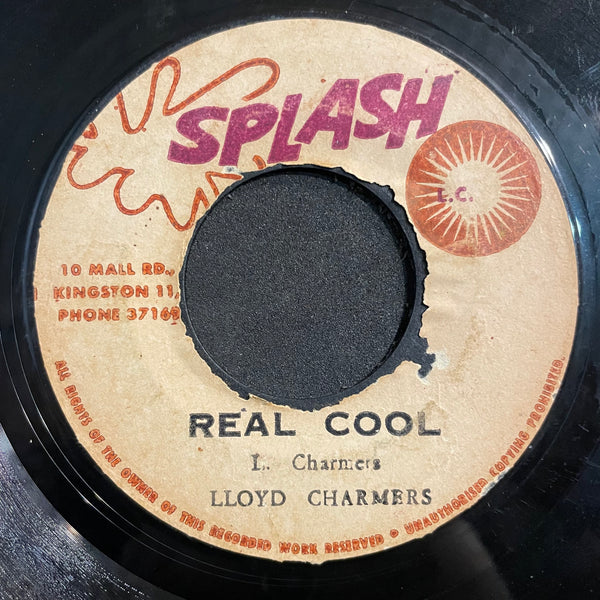 SPLASH
L.C.
10 MALL RD.,
KINGSTON 11,
PHONE 37169
REAL COOL
L. Charmers
LLOYD CHARMERS
ALL RIGHTS OF THE OWNER OF THIS RECORDED WORK RESERVED • UNAUTHORISED COPYING PROHIBITED.